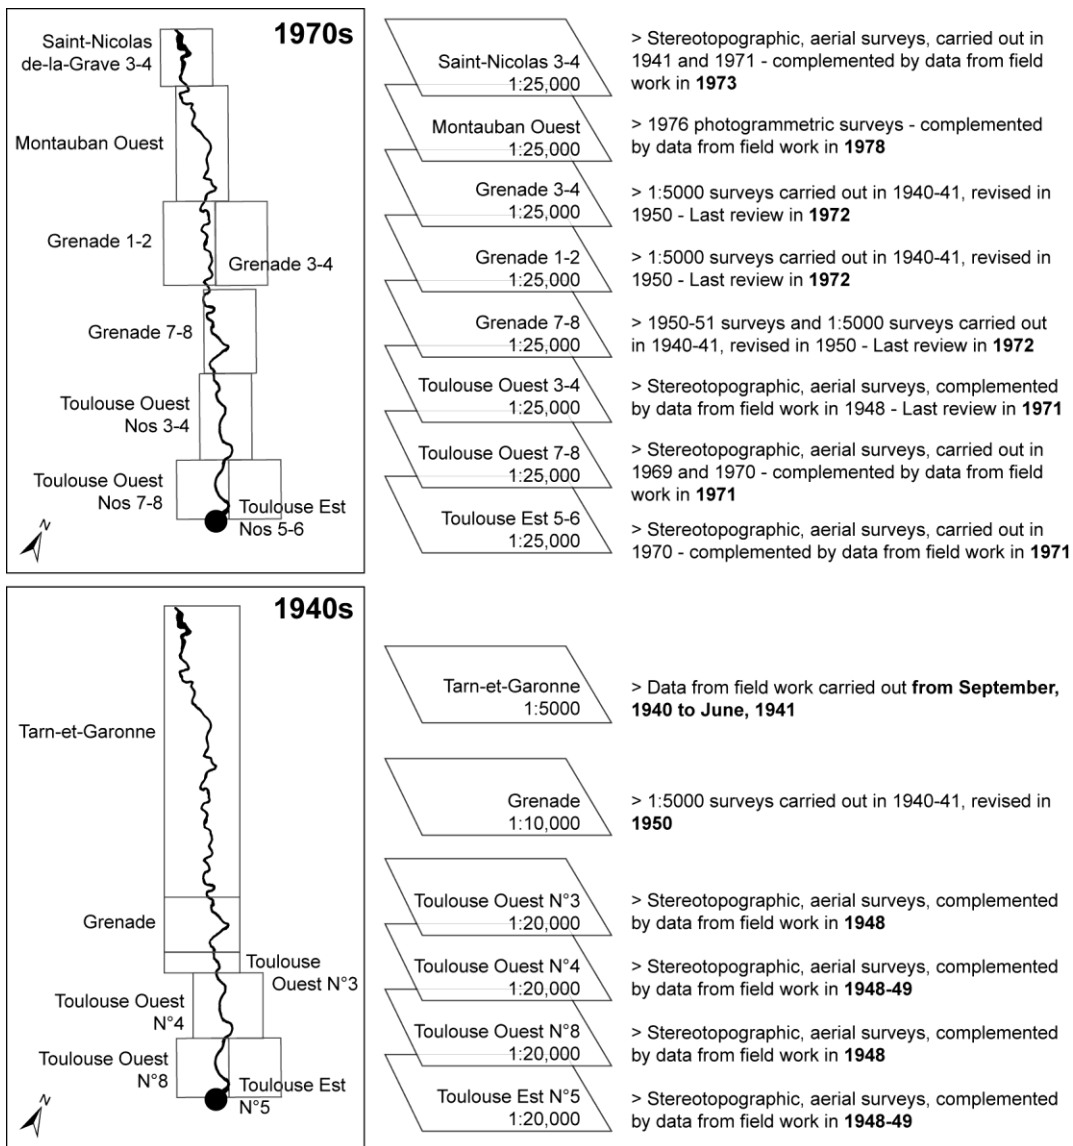 1970s
Saint-Nicolas
de-la-Grave 3-4
Montauban Ouest
Grenade 1-2
Grenade 3-4
Grenade 7-8
Toulouse Ouest
Nos 3-4
Toulouse Ouest
Nos 7-8
Toulouse Est
Nos 5-6
N
Saint-Nicolas 3-4
1:25,000
> Stereotopographic, aerial surveys, carried out in
1941 and 1971 - complemented by data from field
work in 1973
Montauban Ouest
1:25,000
> 1976 photogrammetric surveys - complemented
by data from field work in 1978
Grenade 3-4
1:25,000
> 1:5000 surveys carried out in 1940-41, revised in
1950 - Last review in 1972
Grenade 1-2
1:25,000
> 1:5000 surveys carried out in 1940-41, revised in
1950 - Last review in 1972
Grenade 7-8
1:25,000
> 1950-51 surveys and 1:5000 surveys carried out
in 1940-41, revised in 1950 - Last review in 1972
Toulouse Ouest 3-4
1:25,000
> Stereotopographic, aerial surveys, complemented
by data from field work in 1948 - Last review in 1971
Toulouse Ouest 7-8
1:25,000
> Stereotopographic, aerial surveys, carried out in
1969 and 1970 - complemented by data from field
work in 1971
Toulouse Est 5-6
1:25,000
> Stereotopographic, aerial surveys, carried out in
1970 - complemented by data from field work in 1971
1940s
Tarn-et-Garonne
Grenade
Toulouse
Ouest N°3
Toulouse Ouest
N°4
Toulouse Ouest
N°8
Toulouse Est
N°5
N
Tarn-et-Garonne
1:5000
> Data from field work carried out from September,
1940 to June, 1941
Grenade
1:10,000
> 1:5000 surveys carried out in 1940-41, revised in
1950
Toulouse Ouest N°3
1:20,000
> Stereotopographic, aerial surveys, complemented
by data from field work in 1948
Toulouse Ouest N°4
1:20,000
> Stereotopographic, aerial surveys, complemented
by data from field work in 1948-49
Toulouse Ouest N°8
1:20,000
> Stereotopographic, aerial surveys, complemented
by data from field work in 1948
Toulouse Est N°5
1:20,000
> Stereotopographic, aerial surveys, complemented
by data from field work in 1948-49